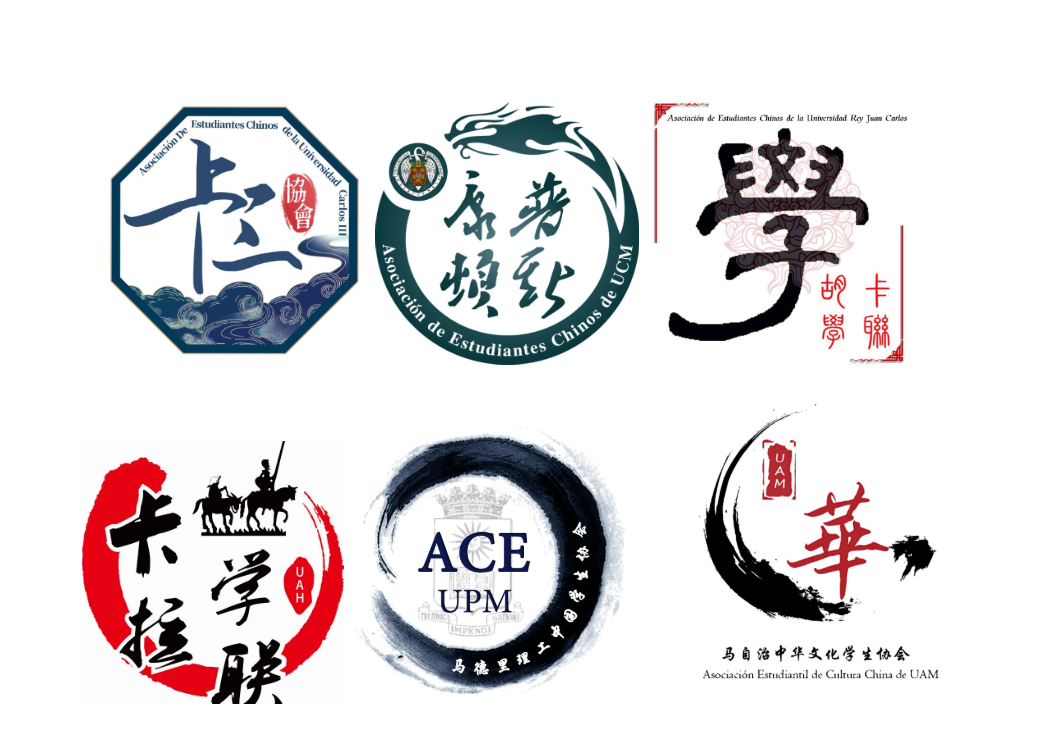 Asociación De Estudiantes Chinos de la Universidad Carlos III
卡三
協會
康普
頓點
Asociación de Estudiantes Chinos de UCM
Asociación de Estudiantes Chinos de la Universidad Rey Juan Carlos
學
胡卡
學聯
卡拉
学联
UAH
ACE
UPM
马德里理工中国学生协会
UAM
華
马自治中华文化学生协会
Asociación Estudiantil de Cultura China de UAM